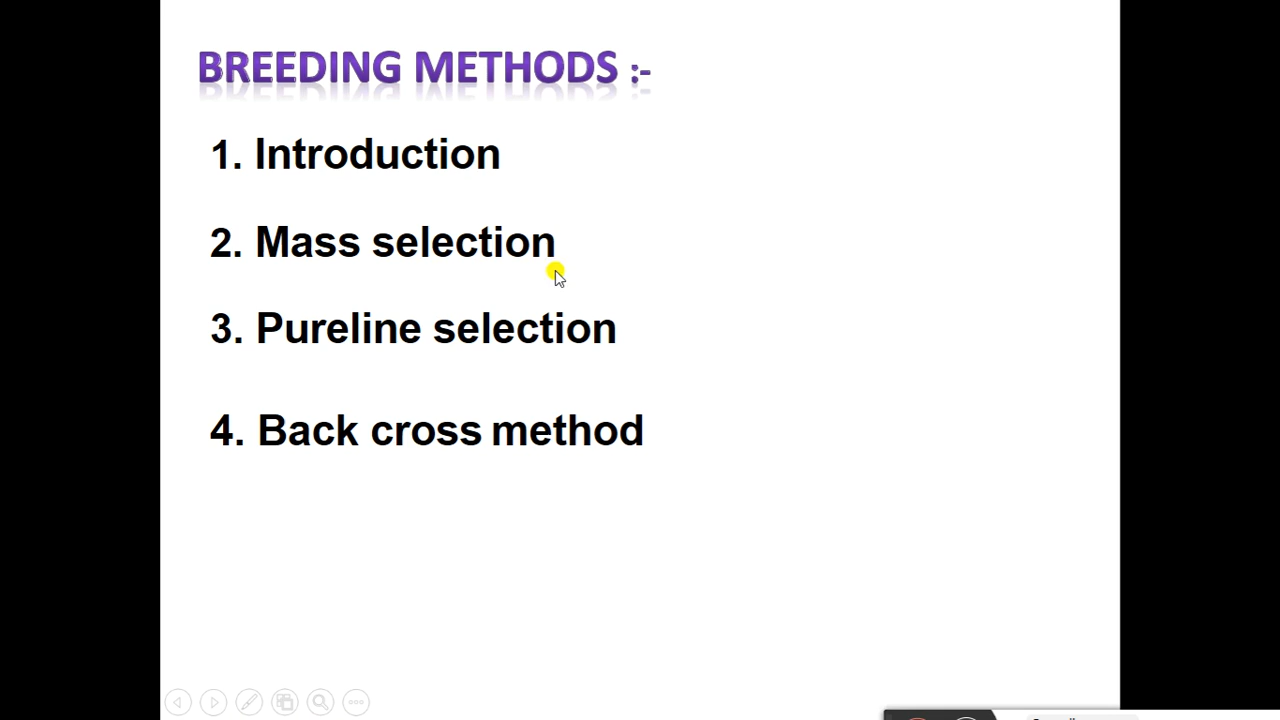 BREEDING METHODS :-
1. Introduction
2. Mass selection
3. Pureline selection
4. Back cross method